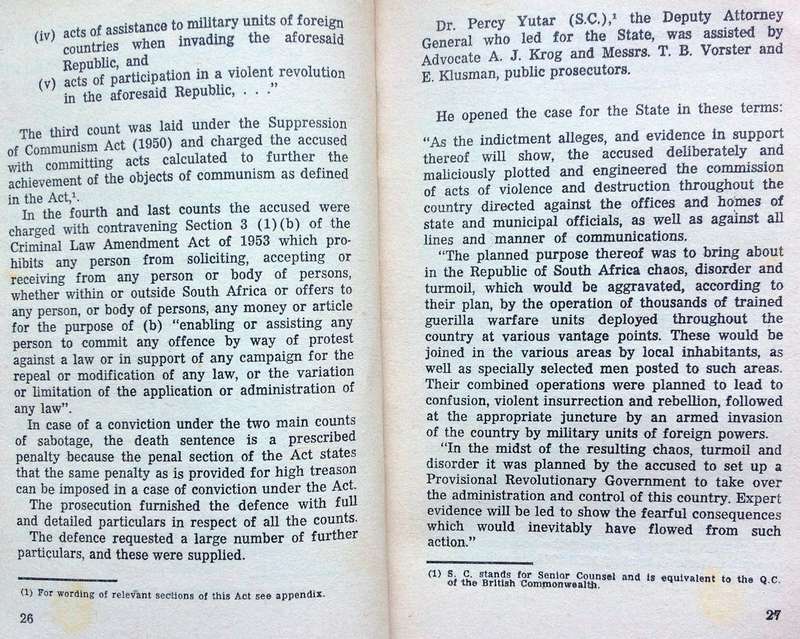 (iv) acts of assistance to military units of foreign
countries when invading the aforesaid
Republic, and
(v) acts of participation in a violent revolution
in the aforesaid Republic, . . ."
The third count was laid under the Suppression
of Communism Act (1950) and charged the accused
with committing acts calculated to further the
achievement of the objects of communism as defined
in the Act,¹.
In the fourth and last counts the accused were
charged with contravening Section 3 (1)(b) of the
Criminal Law Amendment Act of 1953 which pro-
hibits any person from soliciting, accepting or
receiving from any person or body of persons,
whether within or outside South Africa or offers to
any person, or body of persons, any money or article
for the purpose of (b) "enabling or assisting any
person to commit any offence by way of protest
against a law or in support of any campaign for the
repeal or modification of any law, or the variation
or limitation of the application or administration of
any law".
In case of a conviction under the two main counts
of sabotage, the death sentence is a prescribed
penalty because the penal section of the Act states
that the same penalty as is provided for high treason
can be imposed in a case of conviction under the Act.
The prosecution furnished the defence with full
and detailed particulars in respect of all the counts.
The defence requested a large number of further
particulars, and these were supplied.
(1) For wording of relevant sections of this Act see appendix.
26
Dr. Percy Yutar (S.C.),¹ the Deputy Attorney
General who led for the State, was assisted by
Advocate A. J. Krog and Messrs. T. B. Vorster and
E. Klusman, public prosecutors.
He opened the case for the State in these terms:
"As the indictment alleges, and evidence in support
thereof will show, the accused deliberately and
maliciously plotted and engineered the commission
of acts of violence and destruction throughout the
country directed against the offices and homes of
state and municipal officials, as well as against all
lines and manner of communications.
"The planned purpose thereof was to bring about
in the Republic of South Africa chaos, disorder and
turmoil, which would be aggravated, according to
their plan, by the operation of thousands of trained
guerilla warfare units deployed throughout the
country at various vantage points. These would be
joined in the various areas by local inhabitants, as
well as specially selected men posted to such areas.
Their combined operations were planned to lead to
confusion, violent insurrection and rebellion, followed
at the appropriate juncture by an armed invasion
of the country by military units of foreign powers.
"In the midst of the resulting chaos, turmoil and
disorder it was planned by the accused to set up a
Provisional Revolutionary Government to take over
the administration and control of this country. Expert
evidence will be led to show the fearful consequences
which would inevitably have flowed from such
action."
(1) S. C. stands for Senior Counsel and is equivalent to the Q.C.
of the British Commonwealth.
27